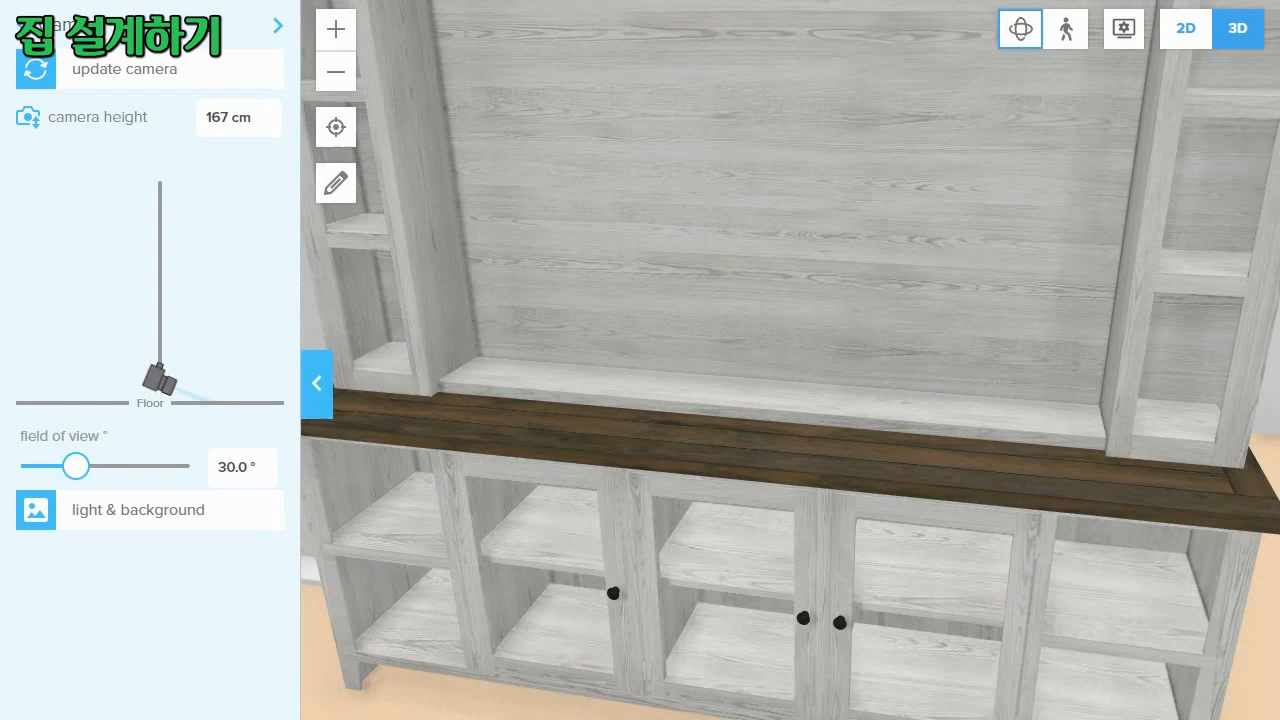 집 설계하기
update camera
camera height
167 cm
Floor
field of view °
30.0 °
light & background
2D
3D